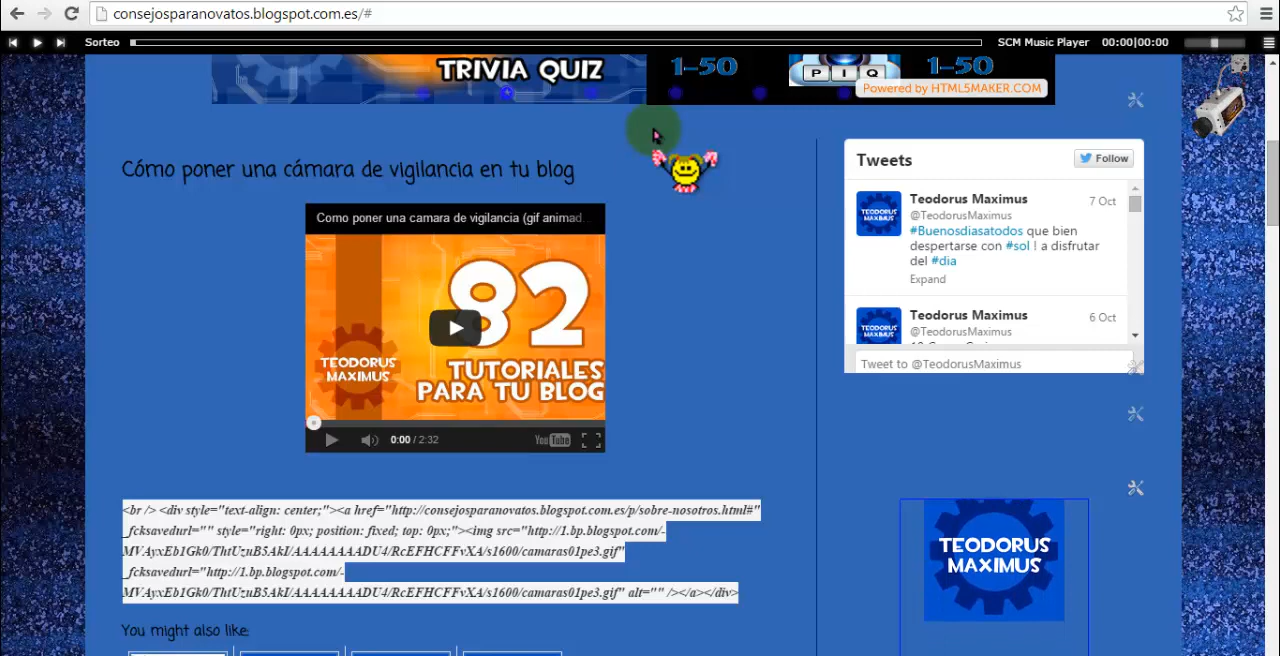 consejosparanovatos.blogspot.com.es/#
Sorteo
SCM Music Player 00:00|00:00
TRIVIA QUIZ
1-50
P I Q
1-50
Powered by HTML5MAKER.COM
Cómo poner una cámara de vigilancia en tu blog
Como poner una camara de vigilancia (gif animad...
82
TUTORIALES
PARA TU BLOG
TEODORUS
MAXIMUS
0:00 / 2:32
YouTube
<br /> <div style="text-align: center;"><a href="http://consejosparanovatos.blogspot.com.es/p/sobre-nosotros.html#"
_fcksavedurl="" style="right: 0px; position: fixed; top: 0px;"><img src="http://1.bp.blogspot.com/-
MVAyxEb1Gk0/ThtUzuB5AkI/AAAAAAAADU4/RcEFHCFFvXA/s1600/camaras01pe3.gif"
_fcksavedurl="http://1.bp.blogspot.com/-
MVAyxEb1Gk0/ThtUzuB5AkI/AAAAAAAADU4/RcEFHCFFvXA/s1600/camaras01pe3.gif" alt="" /></a></div>
You might also like:
Tweets
Follow
TEODORUS
MAXIMUS
Teodorus Maximus 7 Oct
@TeodorusMaximus
#Buenosdiasatodos que bien
despertarse con #sol ! a disfrutar
del #dia
Expand
TEODORUS
MAXIMUS
Teodorus Maximus 6 Oct
@TeodorusMaximus
Tweet to @TeodorusMaximus
TEODORUS
MAXIMUS